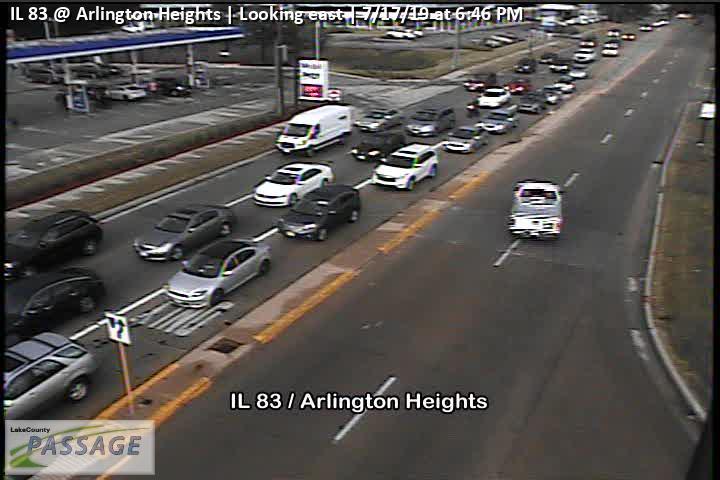 IL 83 @ Arlington Heights | Looking east | 7/17/19 at 6:46 PM
Mobil
IL 83 / Arlington Heights
LakeCounty
PASSAGE